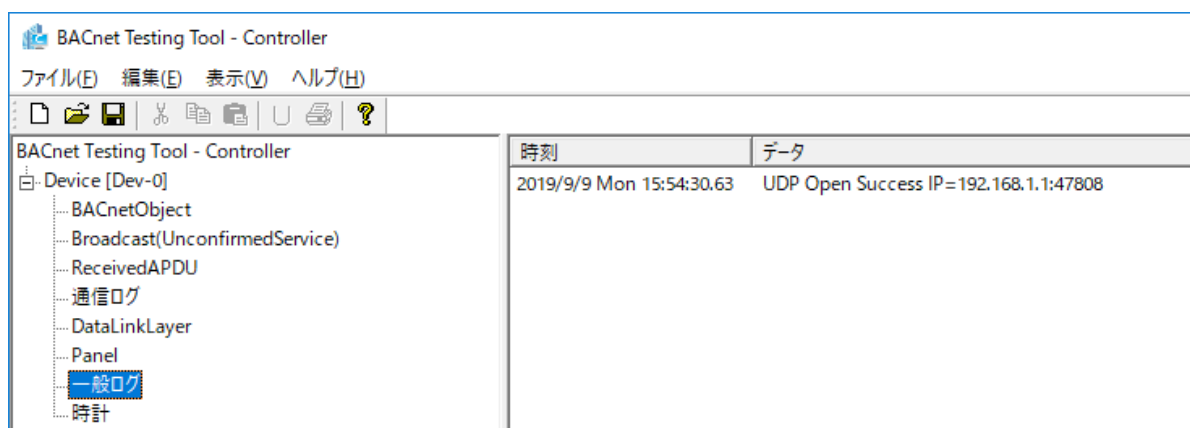 BACnet Testing Tool - Controller
ファイル(F) 編集(E) 表示(V) ヘルプ(H)
BACnet Testing Tool - Controller
Device [Dev-0]
BACnetObject
Broadcast(UnconfirmedService)
ReceivedAPDU
通信ログ
DataLinkLayer
Panel
一般ログ
時計
時刻 データ
2019/9/9 Mon 15:54:30.63 UDP Open Success IP=192.168.1.1:47808